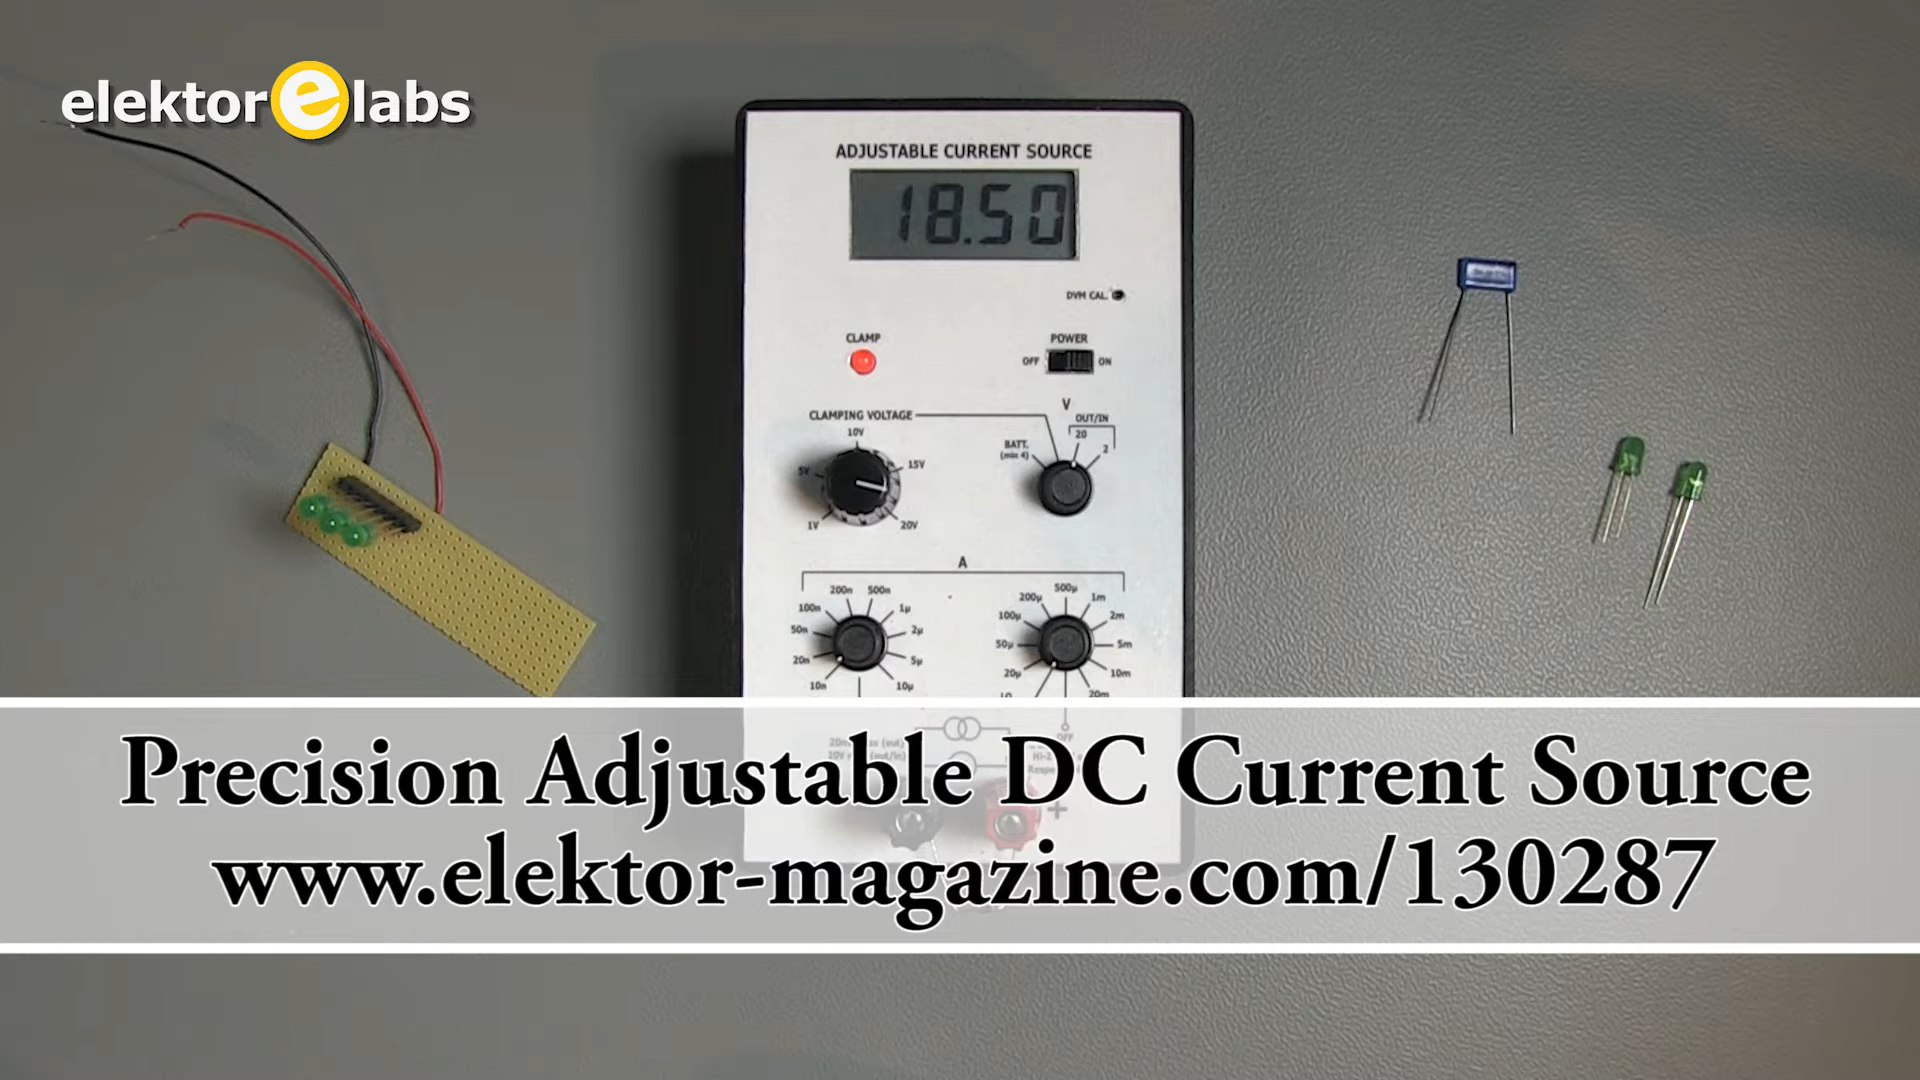 elektor e labs
ADJUSTABLE CURRENT SOURCE
18.50
DVM CAL.
CLAMP
POWER
OFF
ON
V
CLAMPING VOLTAGE
OUT/IN
10V
20
BATT.
2
(min 4)
5V
15V
1V
20V
A
200n
500n
100n
1µ
50n
2µ
20n
5µ
10n
10µ
500µ
200µ
1m
100µ
2m
50µ
5m
20µ
10m
20m
OFF
+
Precision Adjustable DC Current Source
www.elektor-magazine.com/130287